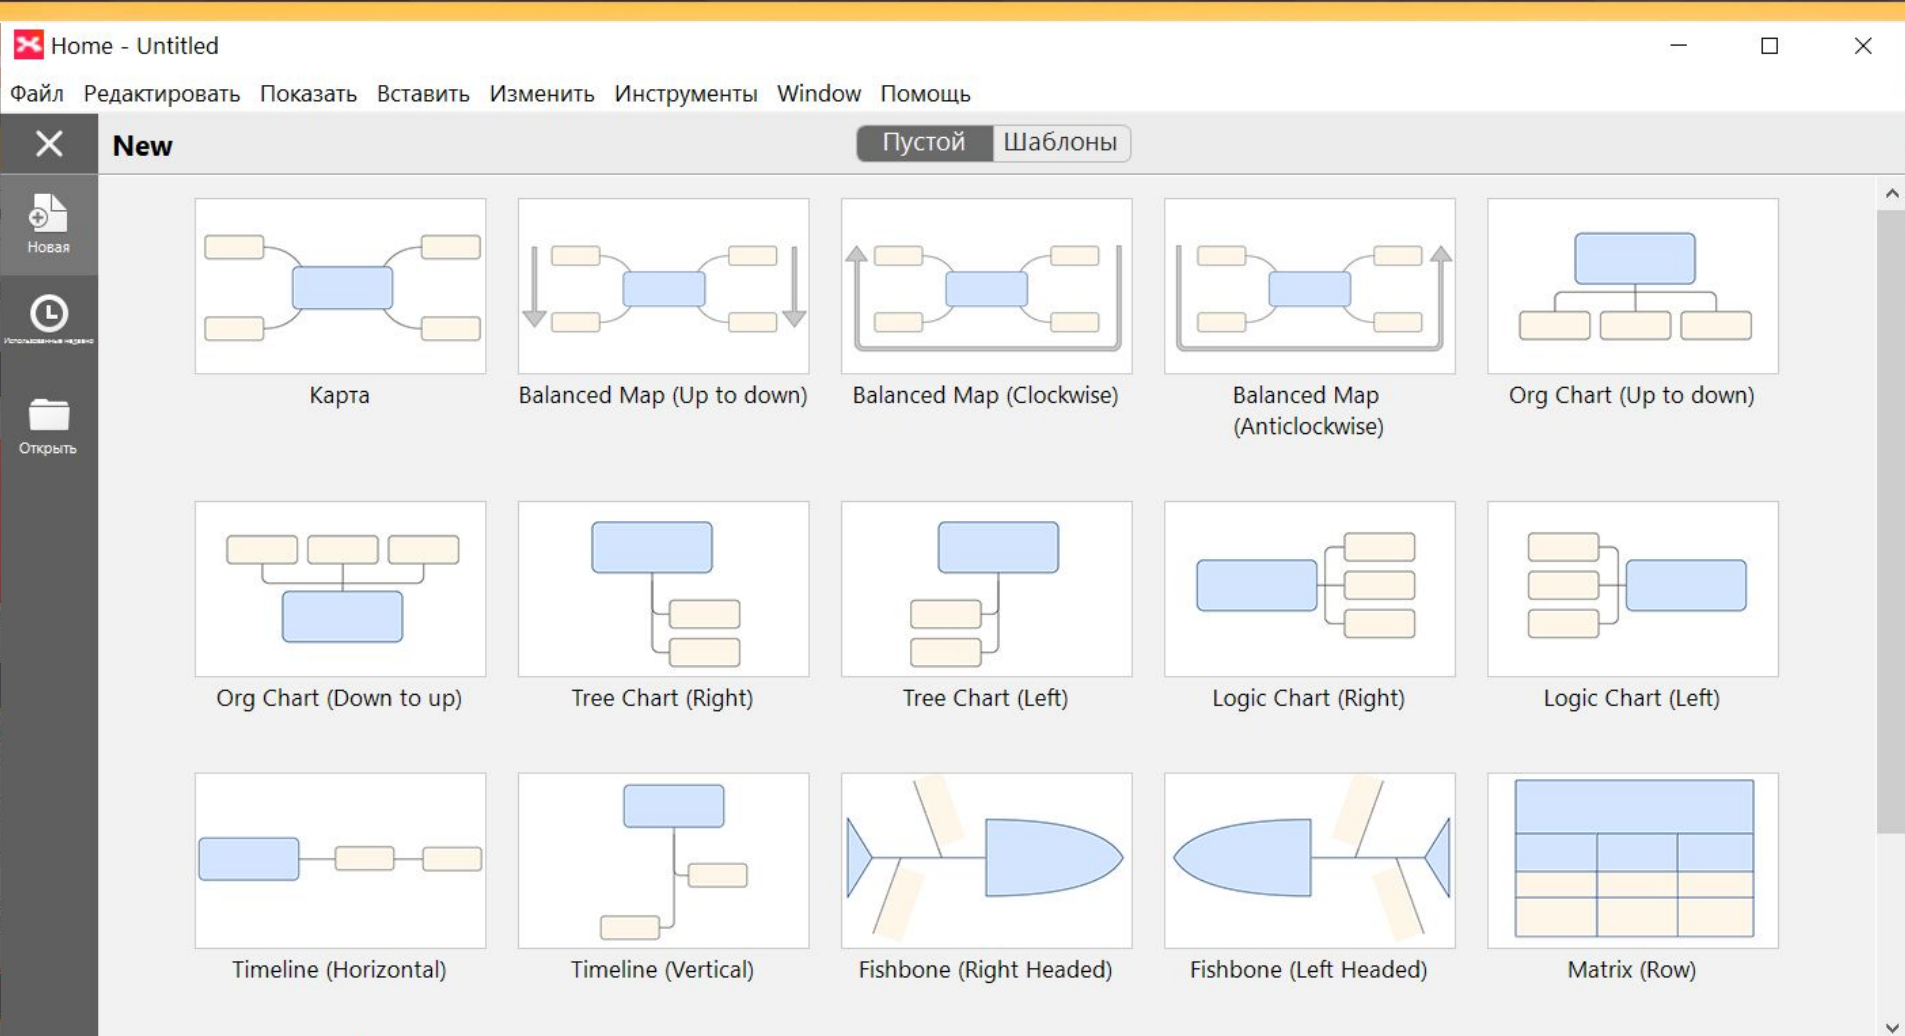 Home - Untitled
Файл Редактировать Показать Вставить Изменить Инструменты Window Помощь
New
Пустой Шаблоны
Новая
Использованные недавно
Открыть
Карта
Balanced Map (Up to down)
Balanced Map (Clockwise)
Balanced Map
(Anticlockwise)
Org Chart (Up to down)
Org Chart (Down to up)
Tree Chart (Right)
Tree Chart (Left)
Logic Chart (Right)
Logic Chart (Left)
Timeline (Horizontal)
Timeline (Vertical)
Fishbone (Right Headed)
Fishbone (Left Headed)
Matrix (Row)